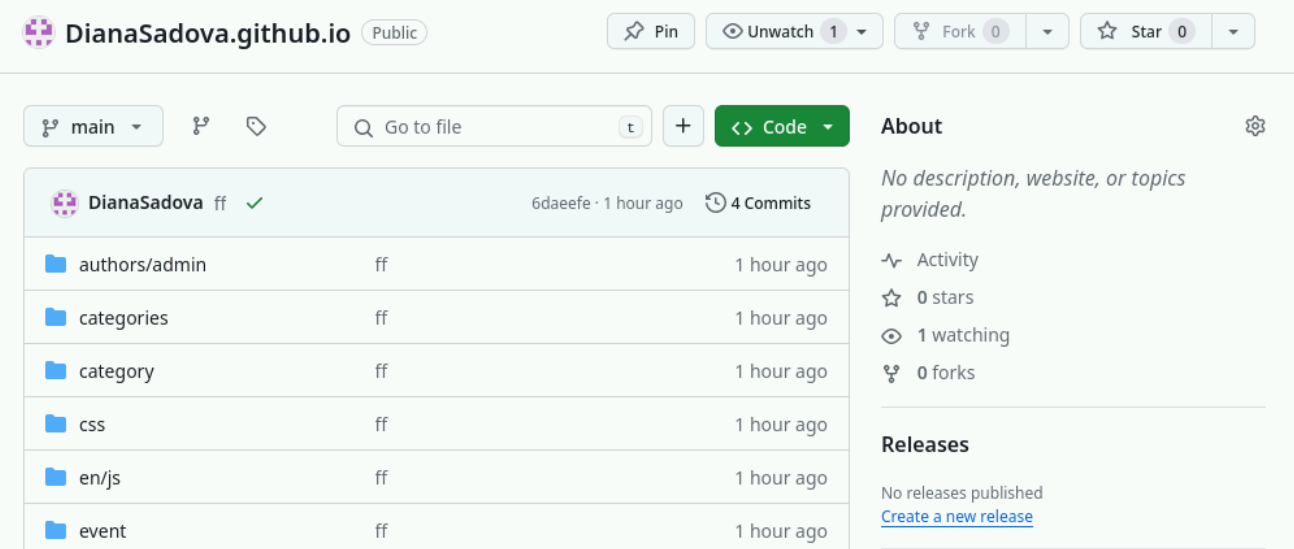 DianaSadova.github.io Public Pin Unwatch 1 Fork 0 Star 0
main Go to file t + Code About
No description, website, or topics
provided.
DianaSadova ff 6daeefe · 1 hour ago 4 Commits
authors/admin ff 1 hour ago
categories ff 1 hour ago
category ff 1 hour ago
css ff 1 hour ago
en/js ff 1 hour ago
event ff 1 hour ago
Activity
0 stars
1 watching
0 forks
Releases
No releases published
Create a new release